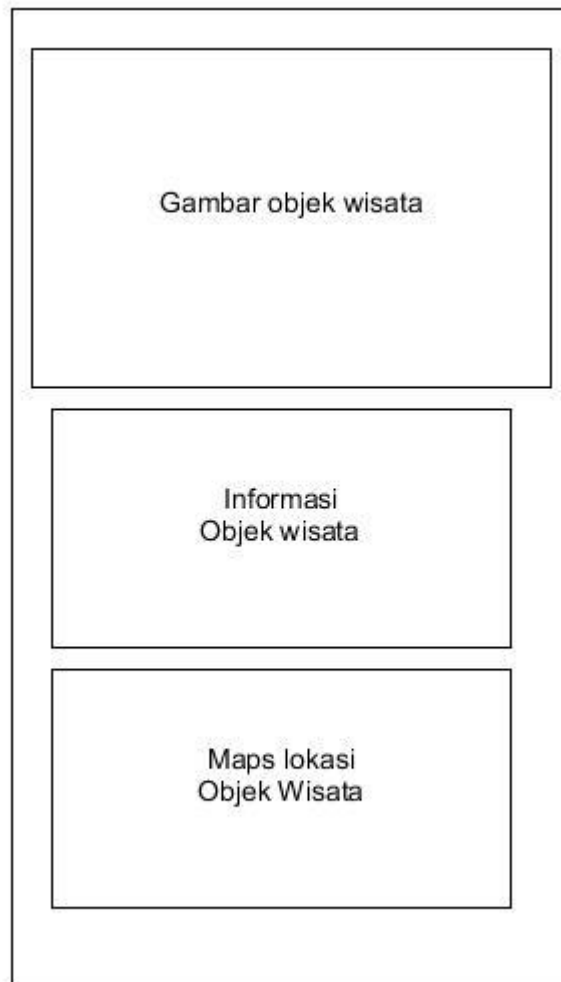 Gambar objek wisata
Informasi
Objek wisata
Maps lokasi
Objek Wisata